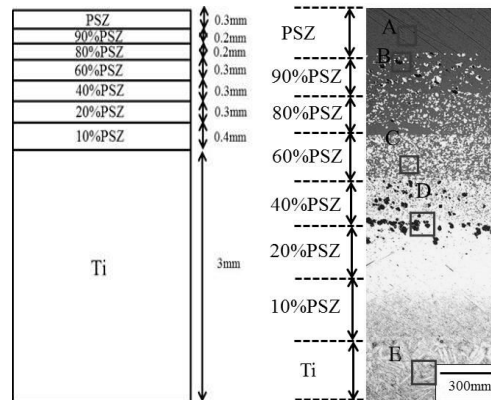 PSZ
90%PSZ
80%PSZ
60%PSZ
40%PSZ
20%PSZ
10%PSZ
Ti
0.3mm
0.2mm
0.2mm
0.3mm
0.3mm
0.3mm
0.4mm
3mm
PSZ
90%PSZ
80%PSZ
60%PSZ
40%PSZ
20%PSZ
10%PSZ
Ti
A
B
C
D
E
300mm